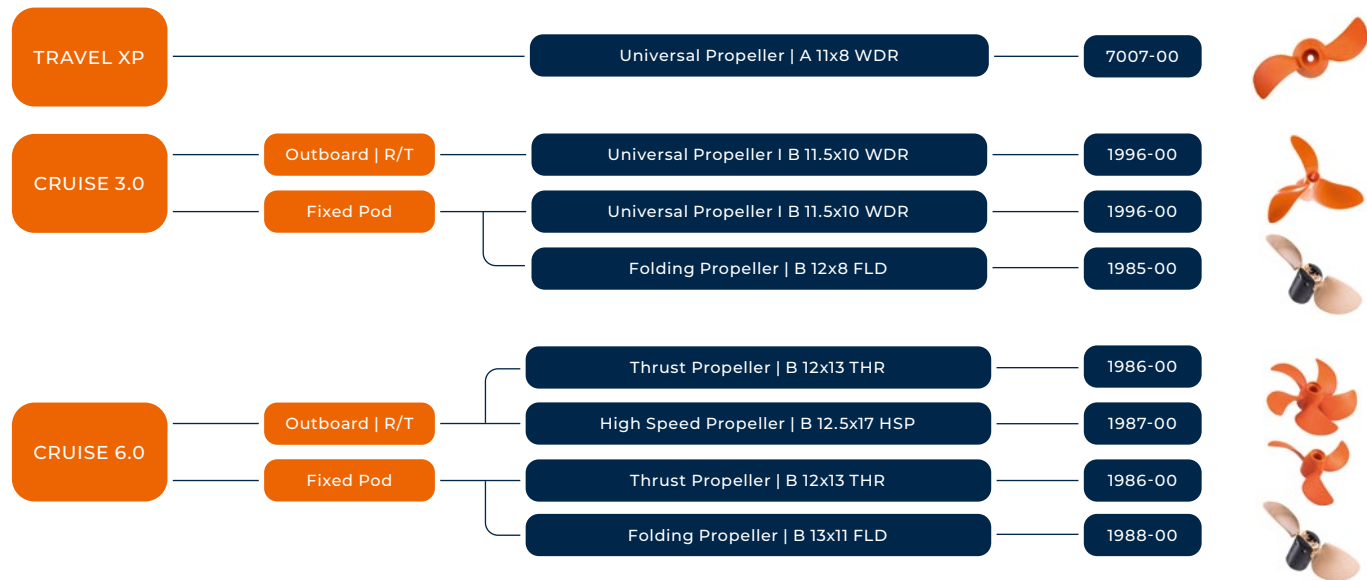 TRAVEL XP
Universal Propeller | A 11x8 WDR
7007-00
CRUISE 3.0
Outboard | R/T
Universal Propeller I B 11.5x10 WDR
1996-00
Fixed Pod
Universal Propeller I B 11.5x10 WDR
1996-00
Folding Propeller | B 12x8 FLD
1985-00
CRUISE 6.0
Outboard | R/T
Thrust Propeller | B 12x13 THR
1986-00
High Speed Propeller | B 12.5x17 HSP
1987-00
Fixed Pod
Thrust Propeller | B 12x13 THR
1986-00
Folding Propeller | B 13x11 FLD
1988-00